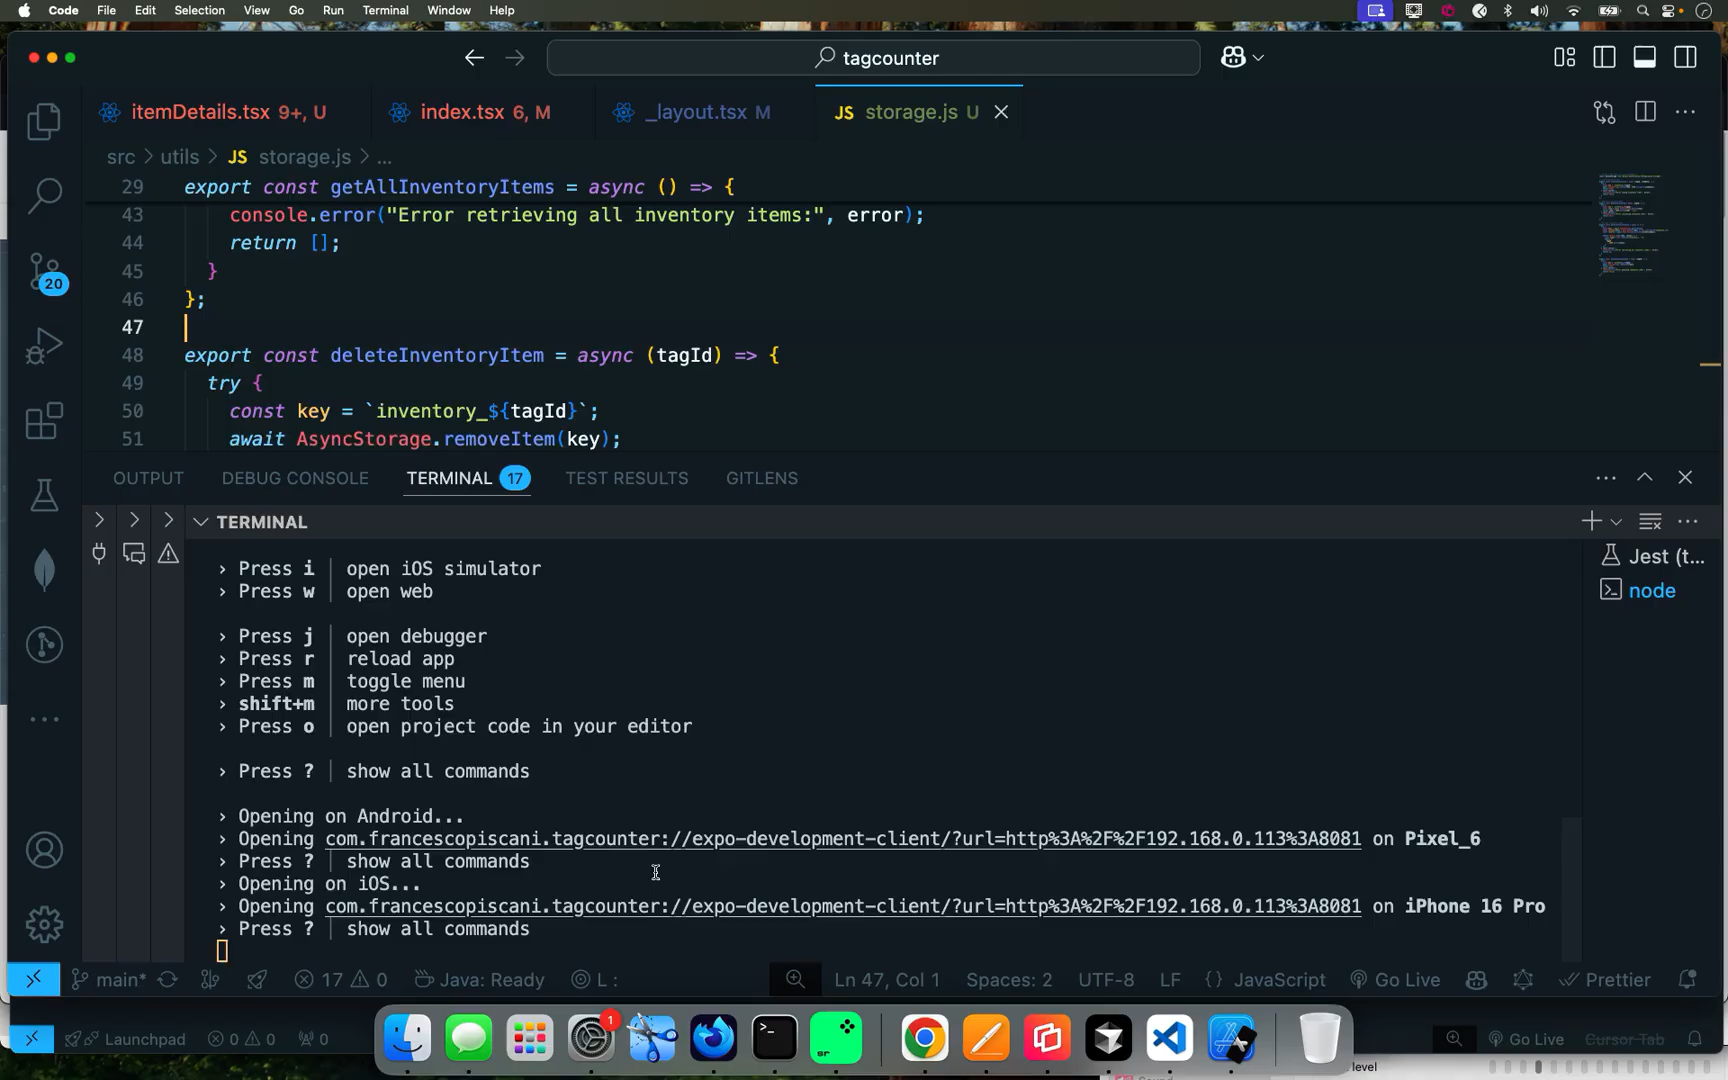 Code File Edit Selection View Go Run Terminal Window Help
tagcounter
itemDetails.tsx 9+, U index.tsx 6, M _layout.tsx M JS storage.js U
src > utils > JS storage.js > ...
29 export const getAllInventoryItems = async () => {
43 console.error("Error retrieving all inventory items:", error);
44 return [];
45 }
46 };
47
48 export const deleteInventoryItem = async (tagId) => {
49 try {
50 const key = `inventory_${tagId}`;
51 await AsyncStorage.removeItem(key);
20
OUTPUT DEBUG CONSOLE TERMINAL 17 TEST RESULTS GITLENS
TERMINAL
Jest (t...
node
› Press i │ open iOS simulator
› Press w │ open web
› Press j │ open debugger
› Press r │ reload app
› Press m │ toggle menu
› shift+m │ more tools
› Press o │ open project code in your editor
› Press ? │ show all commands
› Opening on Android...
› Opening com.francescopiscani.tagcounter://expo-development-client/?url=http%3A%2F%2F192.168.0.113%3A8081 on Pixel_6
› Press ? │ show all commands
› Opening on iOS...
› Opening com.francescopiscani.tagcounter://expo-development-client/?url=http%3A%2F%2F192.168.0.113%3A8081 on iPhone 16 Pro
› Press ? │ show all commands
main* 17 0 Java: Ready L : Ln 47, Col 1 Spaces: 2 UTF-8 LF {} JavaScript Go Live Prettier
Launchpad 0 0 0 1 sr Go Live Cursor Tab
level